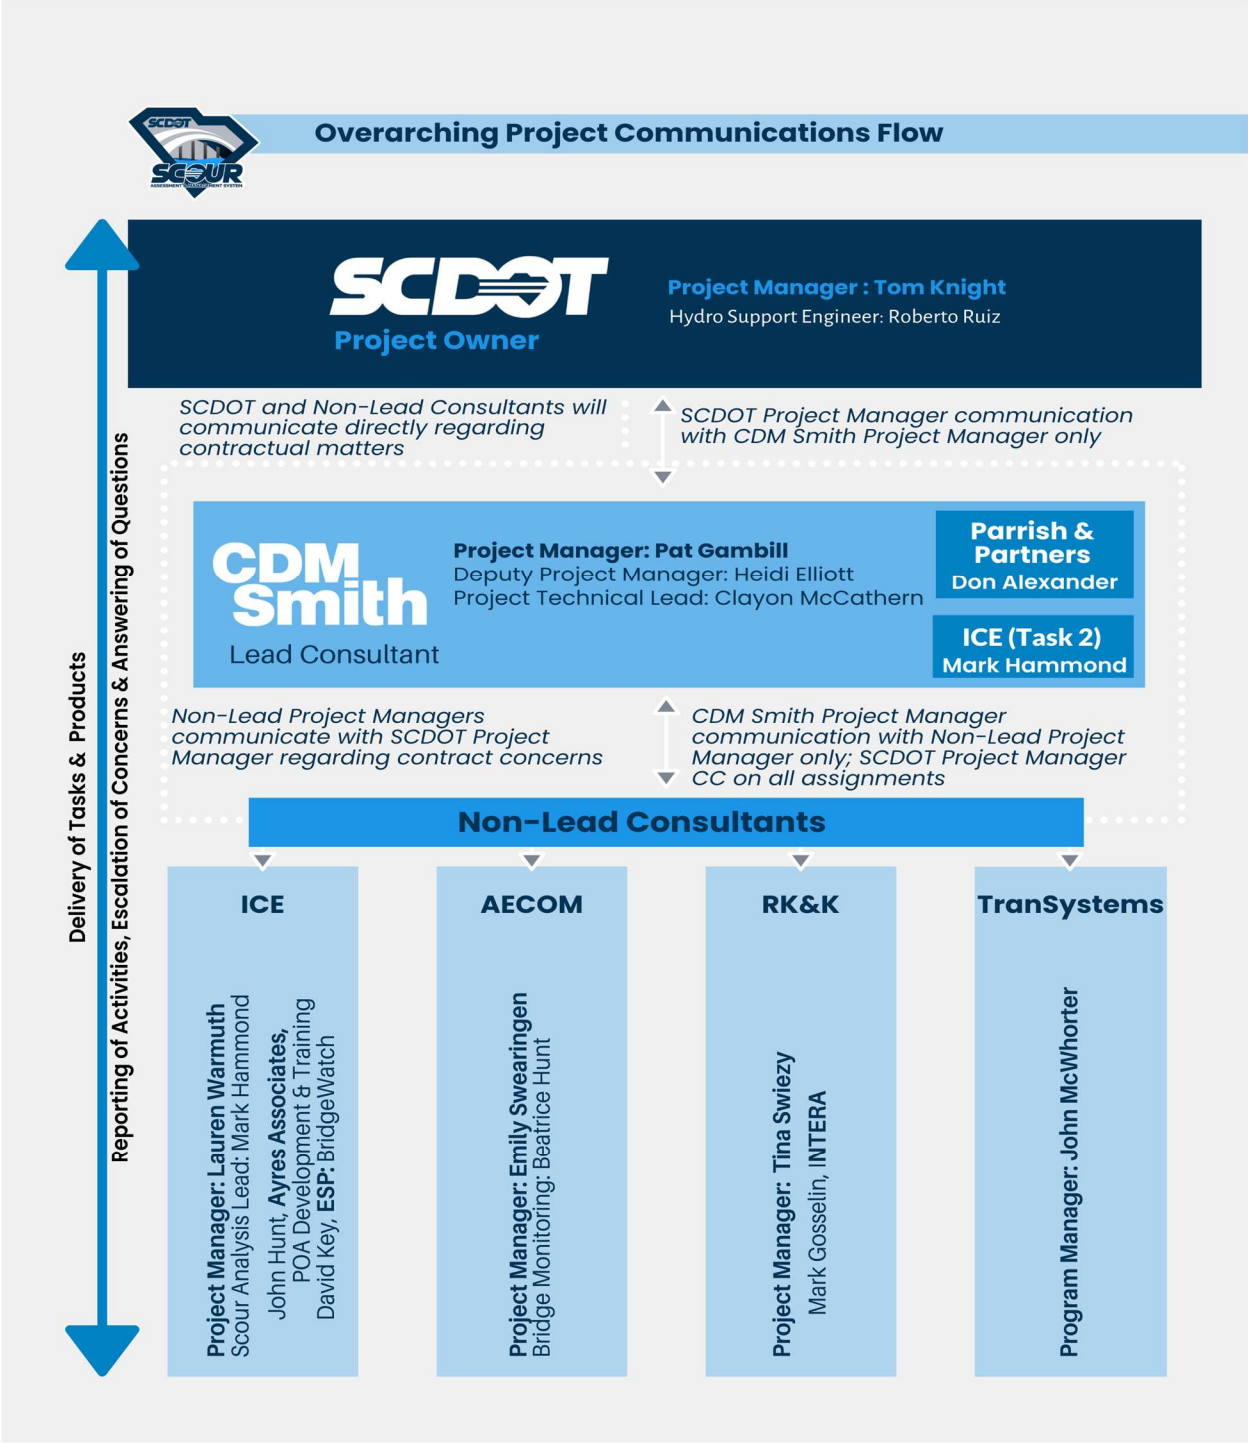 SCDOT
SCOUR
ASSESSMENT & MANAGEMENT SYSTEM
Overarching Project Communications Flow
SCDOT
Project Owner
Project Manager : Tom Knight
Hydro Support Engineer: Roberto Ruiz
SCDOT and Non-Lead Consultants will
communicate directly regarding
contractual matters
SCDOT Project Manager communication
with CDM Smith Project Manager only
CDM
Smith
Lead Consultant
Project Manager: Pat Gambill
Deputy Project Manager: Heidi Elliott
Project Technical Lead: Clayon McCathern
Parrish &
Partners
Don Alexander
ICE (Task 2)
Mark Hammond
Non-Lead Project Managers
communicate with SCDOT Project
Manager regarding contract concerns
CDM Smith Project Manager
communication with Non-Lead Project
Manager only; SCDOT Project Manager
CC on all assignments
Delivery of Tasks & Products
Reporting of Activities, Escalation of Concerns & Answering of Questions
Non-Lead Consultants
ICE
Project Manager: Lauren Warmuth
Scour Analysis Lead: Mark Hammond
John Hunt, Ayres Associates,
POA Development & Training
David Key, ESP: BridgeWatch
AECOM
Project Manager: Emily Swearingen
Bridge Monitoring: Beatrice Hunt
RK&K
Project Manager: Tina Swiezy
Mark Gosselin, INTERA
TranSystems
Program Manager: John McWhorter